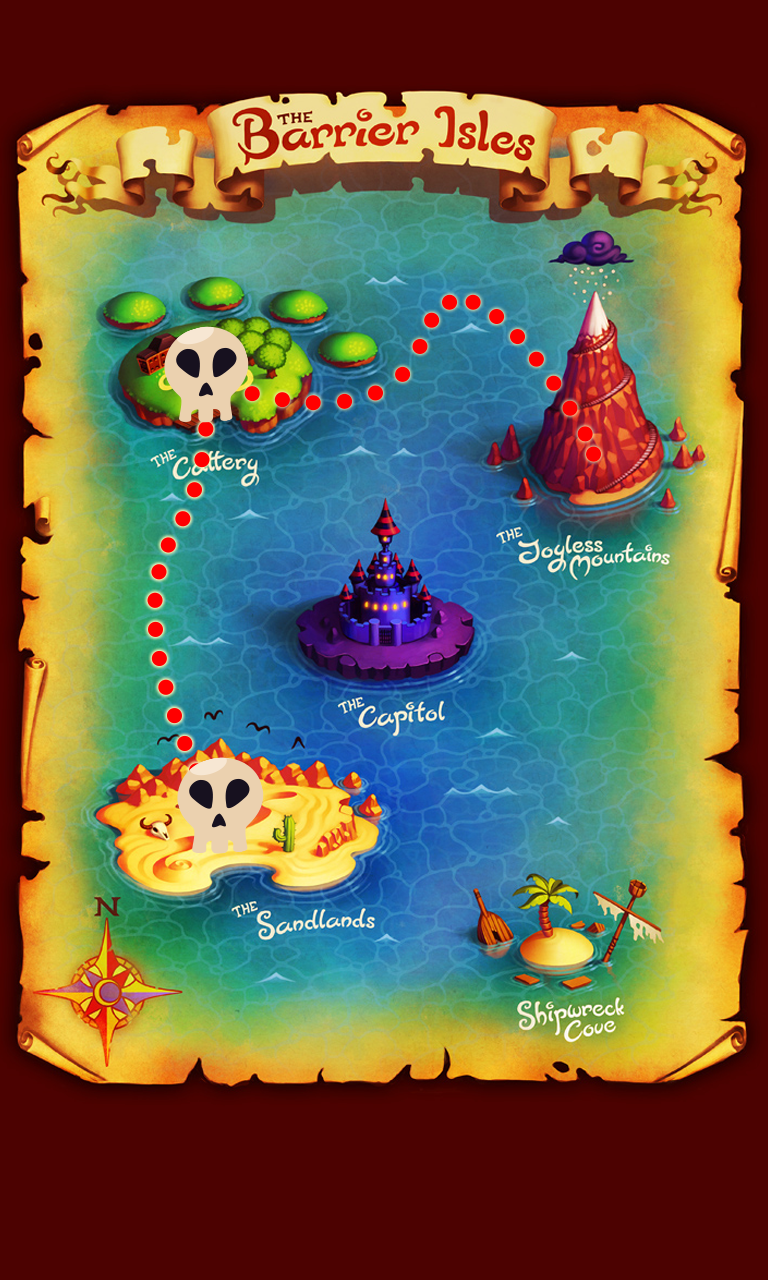 THE Barrier Isles
THE Cattery
THE Joyless
Mountains
THE Capitol
N
THE Sandlands
Shipwreck
Cove